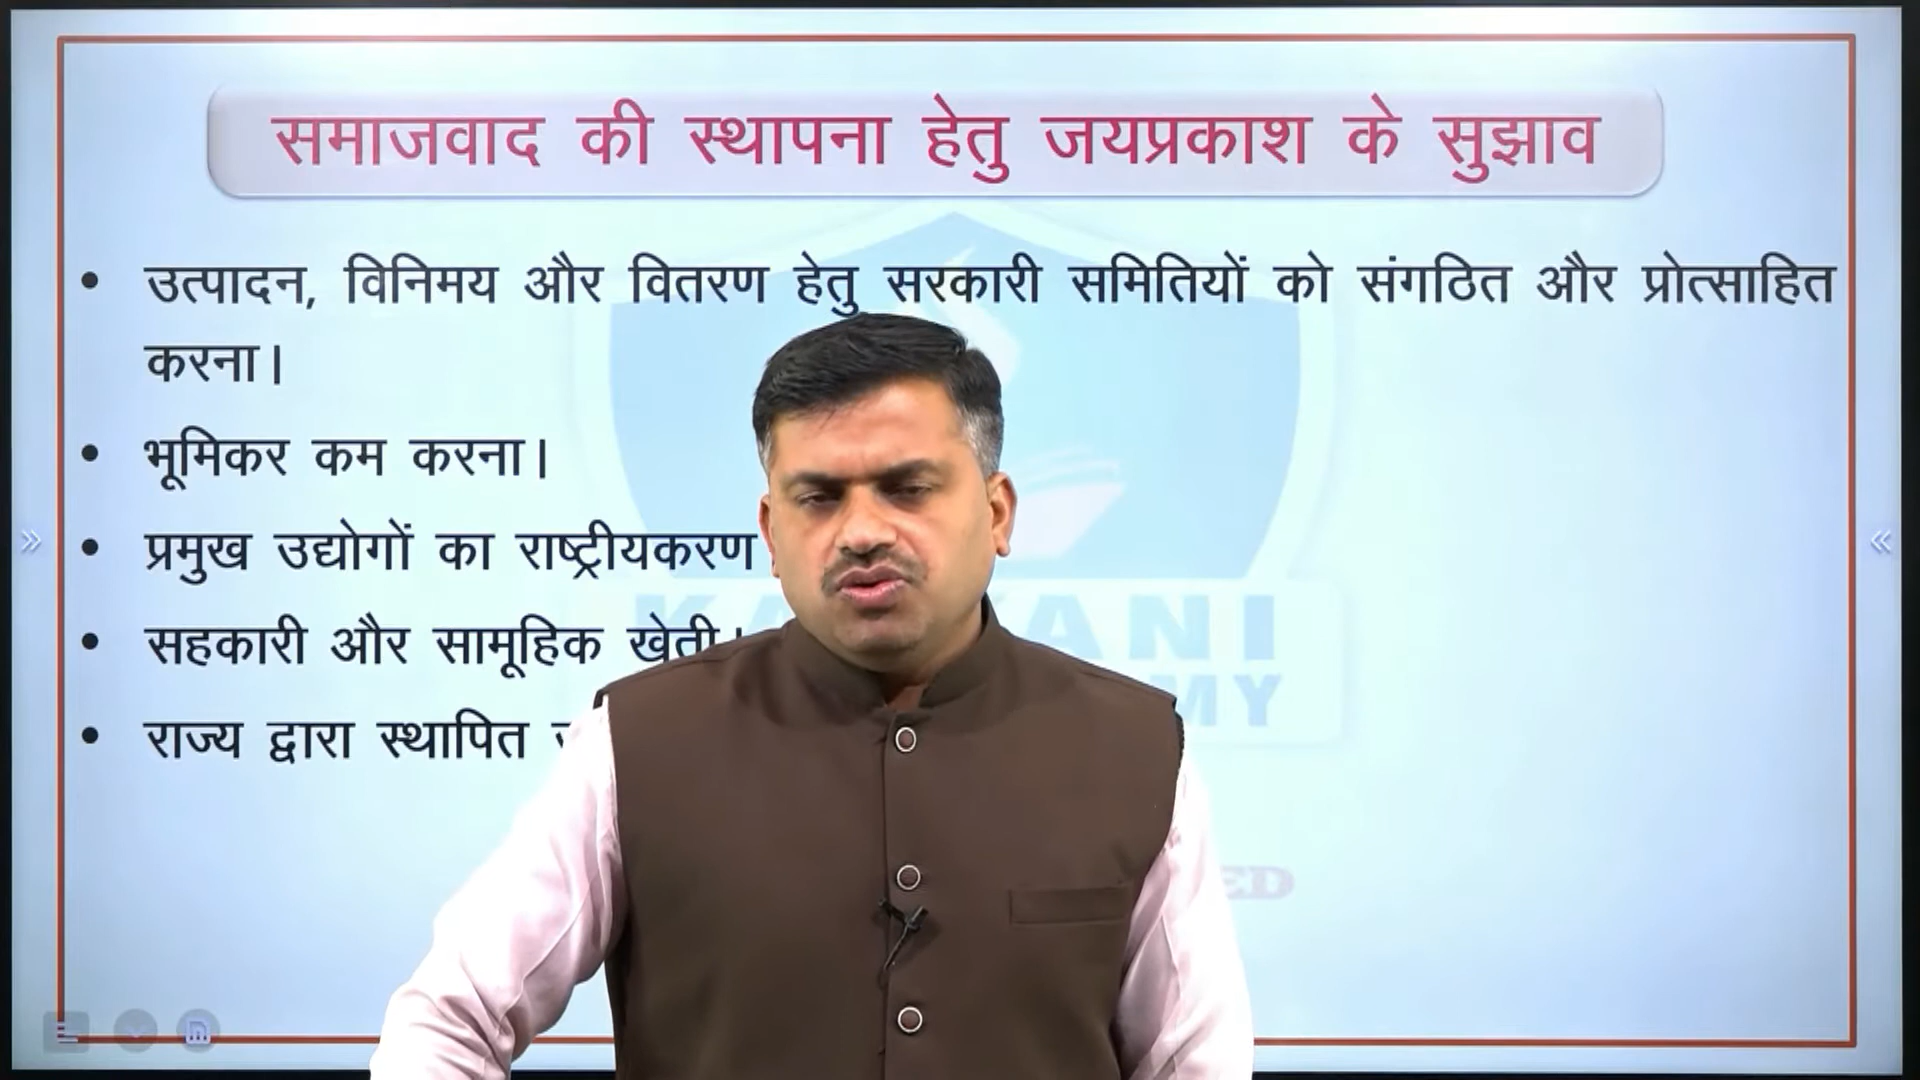 समाजवाद की स्थापना हेतु जयप्रकाश के सुझाव
• उत्पादन, विनिमय और वितरण हेतु सरकारी समितियों को संगठित और प्रोत्साहित
करना।
• भूमिकर कम करना।
• प्रमुख उद्योगों का राष्ट्रीयकरण
• सहकारी और सामूहिक खेती।
• राज्य द्वारा स्थापित